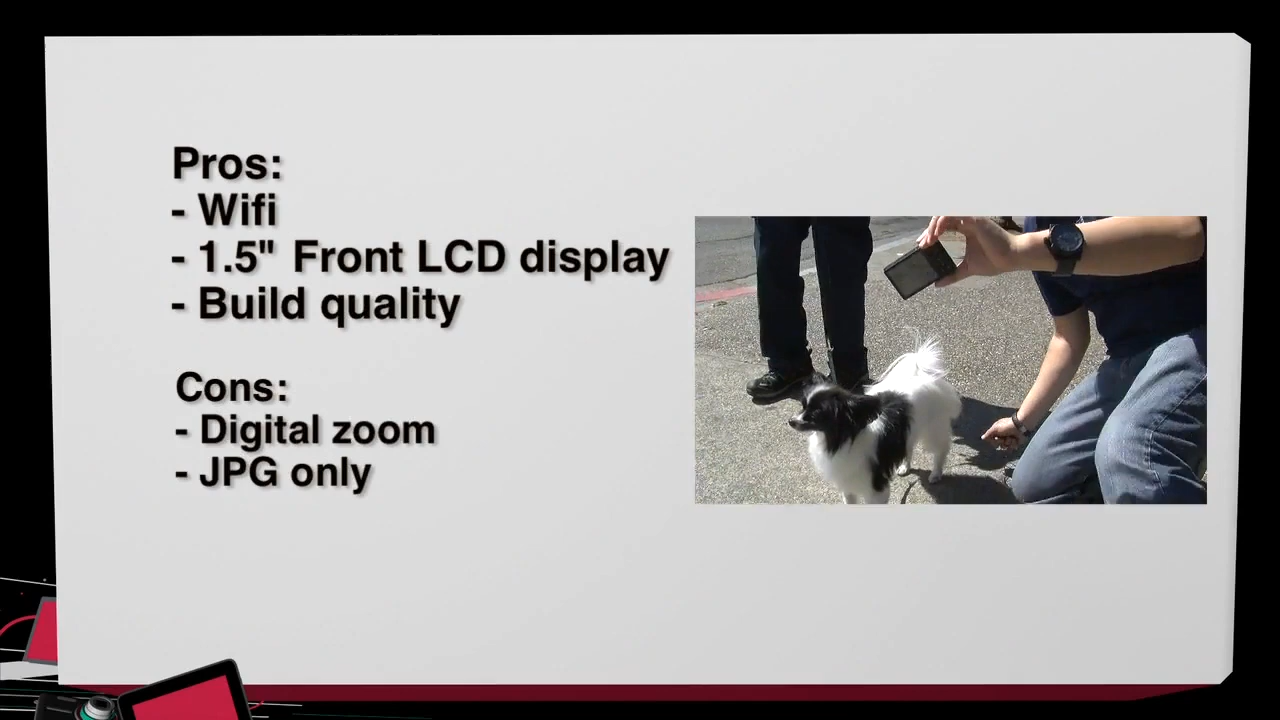 Pros:
- Wifi
- 1.5" Front LCD display
- Build quality
Cons:
- Digital zoom
- JPG only